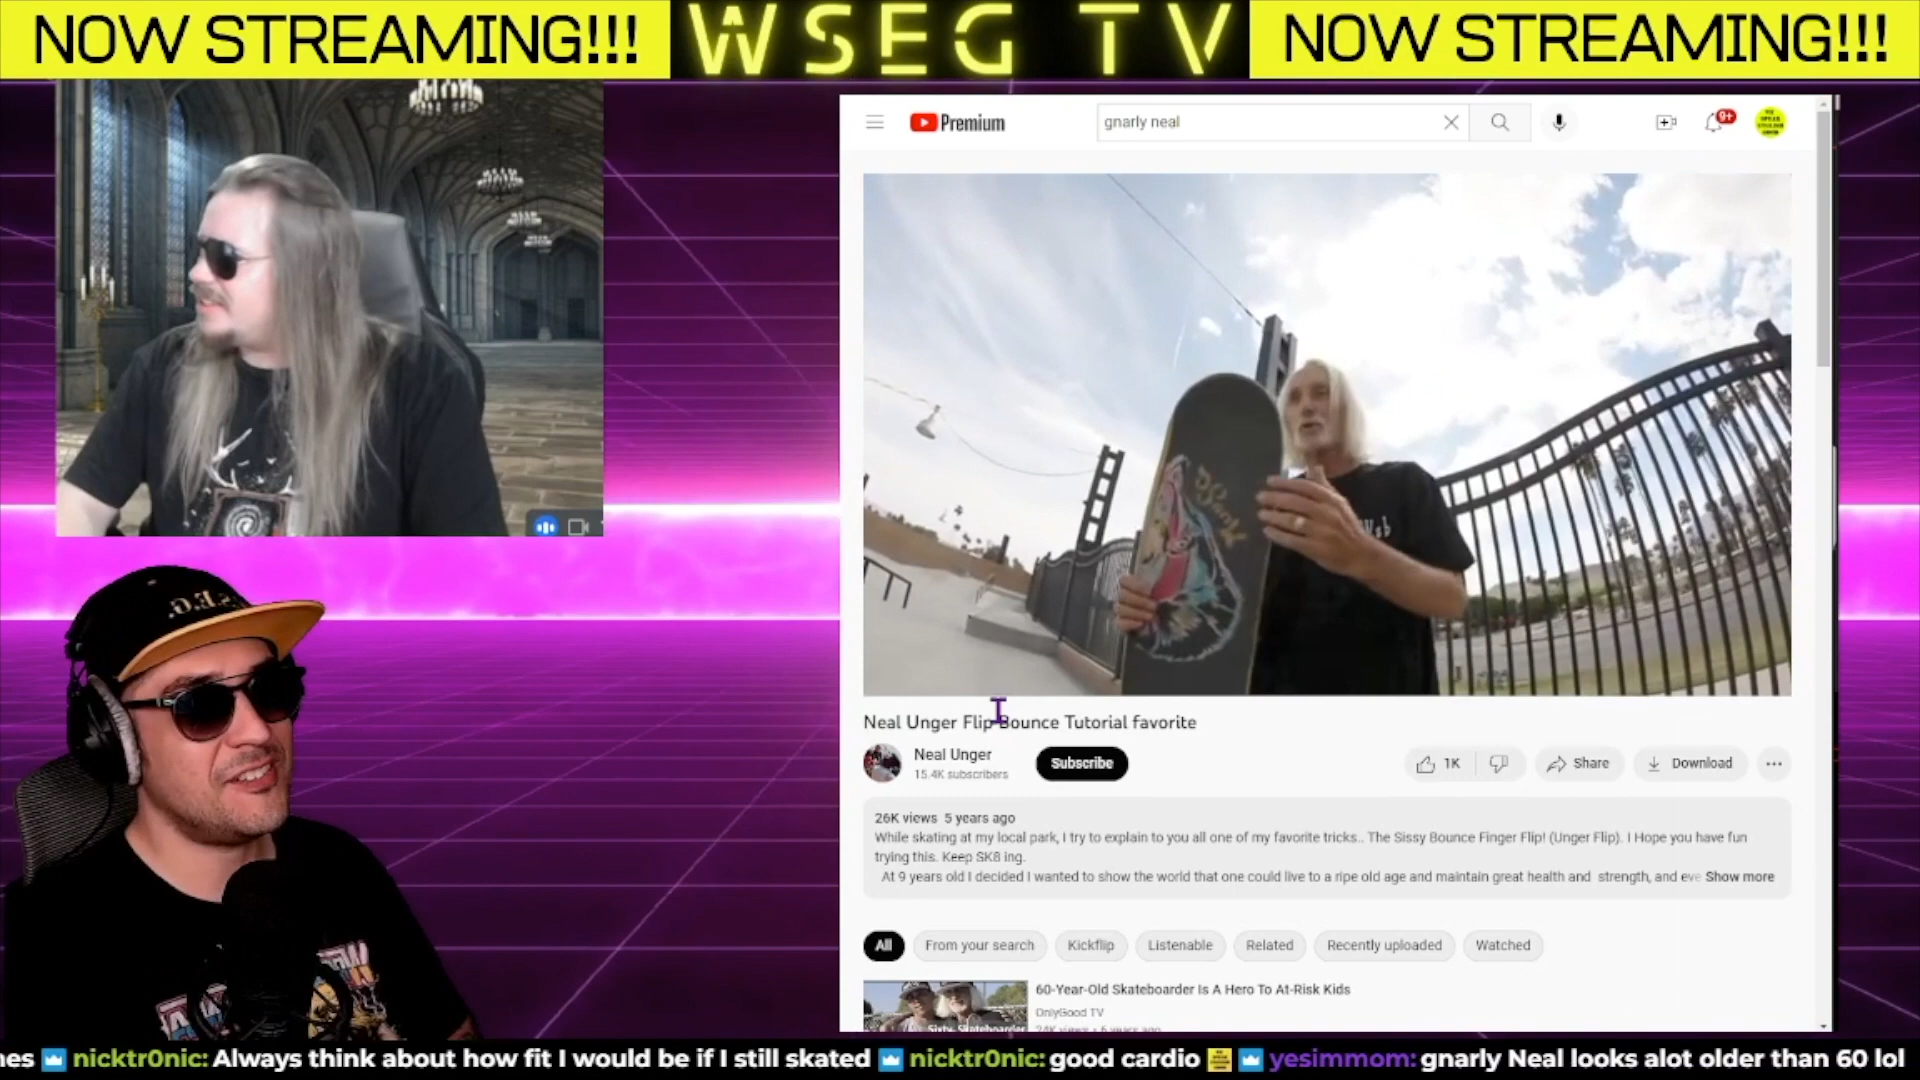 NOW STREAMING!!!
WSEG TV
NOW STREAMING!!!
Premium
gnarly neal
9+
Neal Unger Flip Bounce Tutorial favorite
Neal Unger
15.4K subscribers
Subscribe
1K
Share
Download
26K views 5 years ago
While skating at my local park, I try to explain to you all one of my favorite tricks.. The Sissy Bounce Finger Flip! (Unger Flip). I Hope you have fun
trying this. Keep SK8 ing.
At 9 years old I decided I wanted to show the world that one could live to a ripe old age and maintain great health and strength, and eve Show more
All
From your search
Kickflip
Listenable
Related
Recently uploaded
Watched
60-Year-Old Skateboarder Is A Hero To At-Risk Kids
OnlyGood TV
24K views • 6 years ago
nes nicktr0nic: Always think about how fit I would be if I still skated nicktr0nic: good cardio yesimmom: gnarly Neal looks alot older than 60 lol